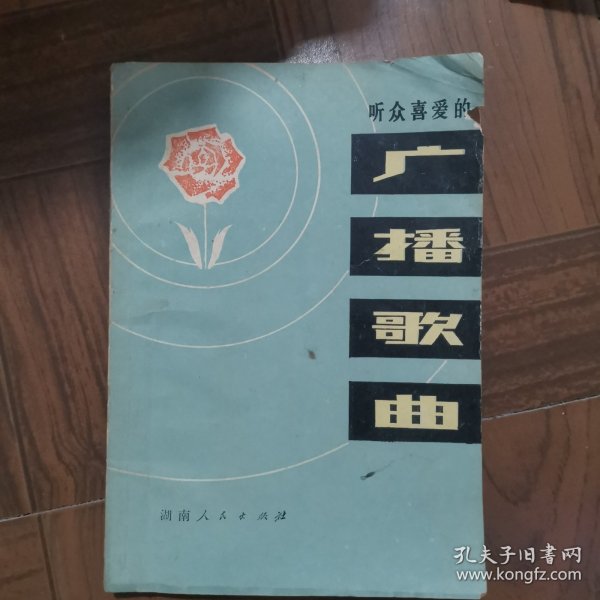 听众喜爱的
广
播
歌
曲
湖南人民出版社
孔夫子旧书网
www.kongfz.com